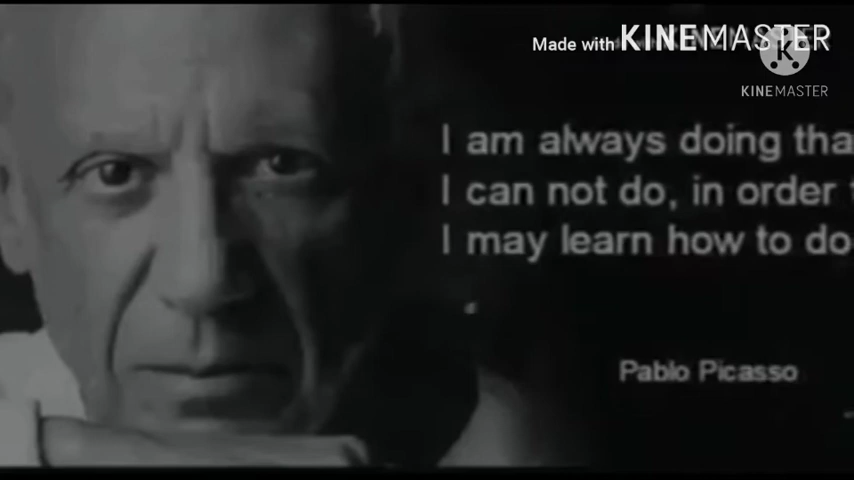 Made with KINEMASTER
KINEMASTER
I am always doing tha
I can not do, in order
I may learn how to do
Pablo Picasso